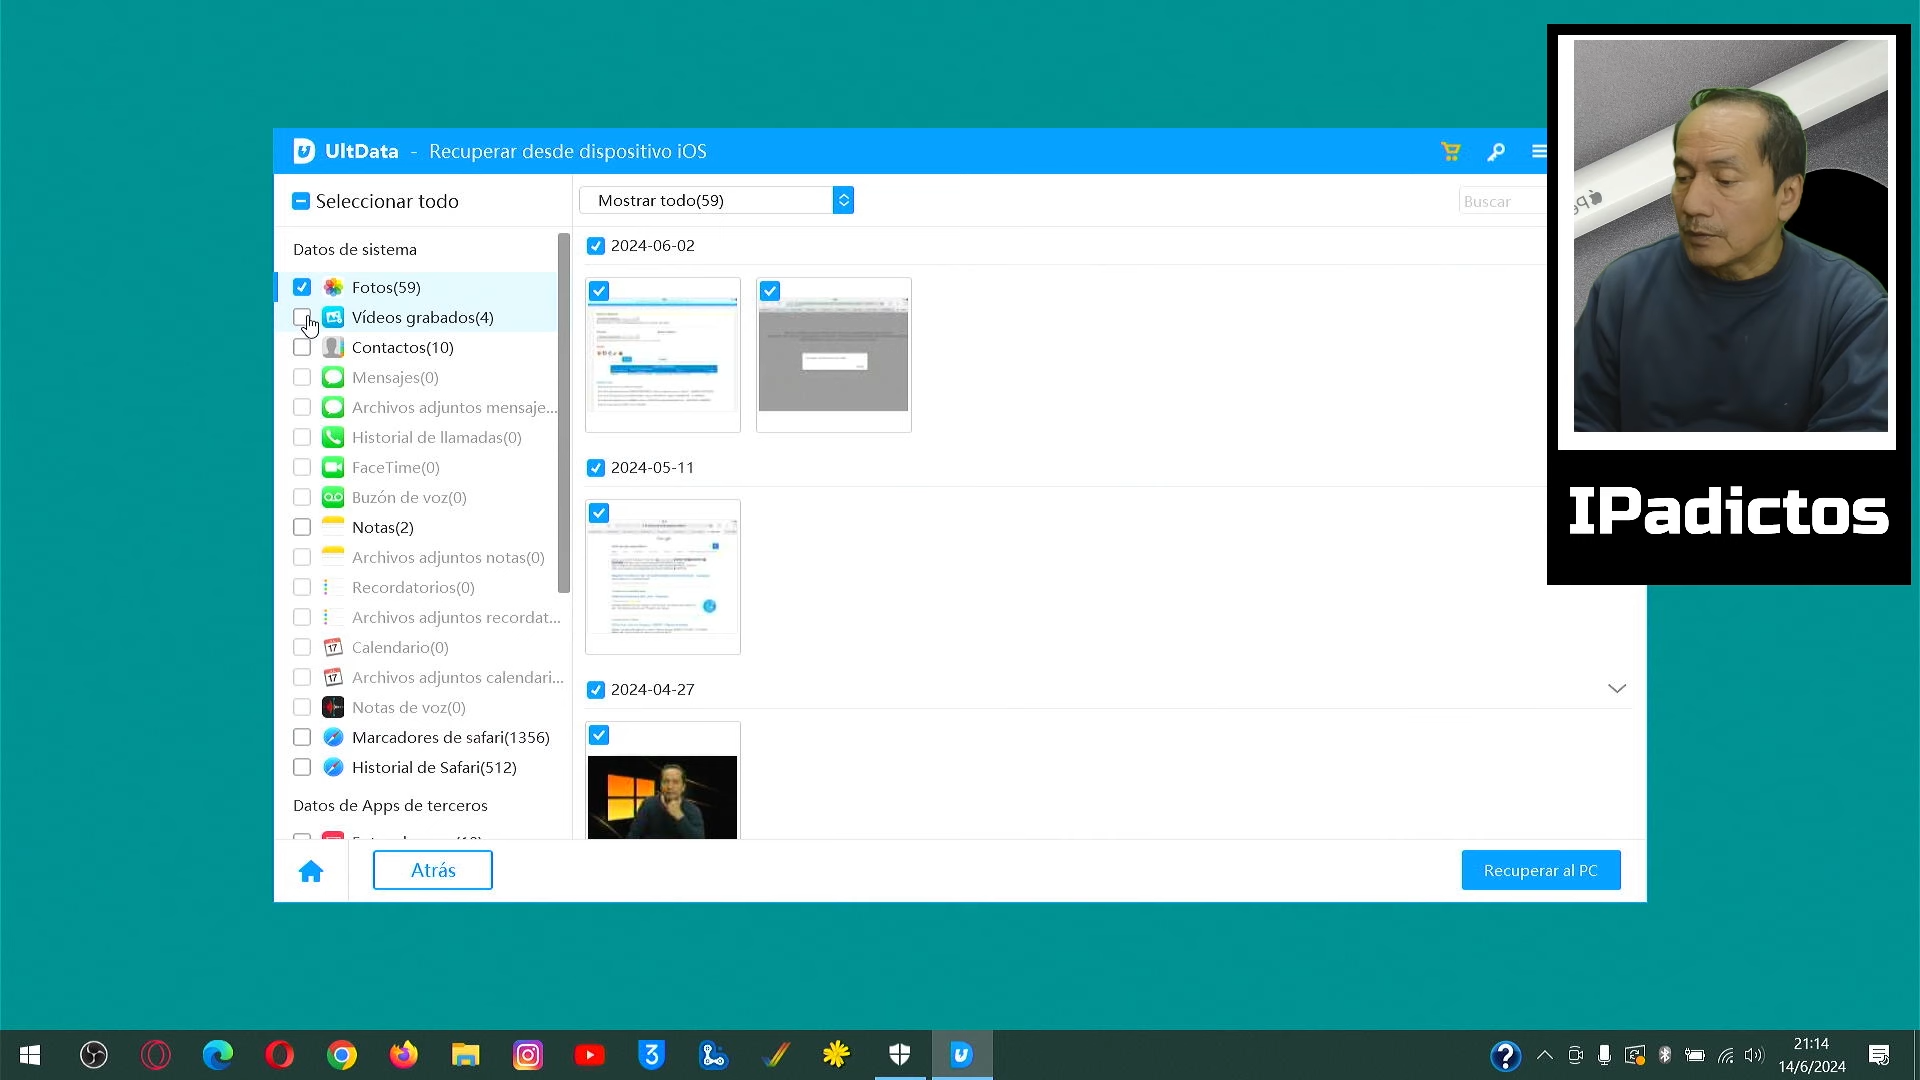 UltData - Recuperar desde dispositivo iOS
Seleccionar todo
Mostrar todo(59)
Buscar
Datos de sistema
Fotos(59)
Vídeos grabados(4)
Contactos(10)
Mensajes(0)
Archivos adjuntos mensaje...
Historial de llamadas(0)
FaceTime(0)
Buzón de voz(0)
Notas(2)
Archivos adjuntos notas(0)
Recordatorios(0)
Archivos adjuntos recordat...
Calendario(0)
Archivos adjuntos calendari...
Notas de voz(0)
Marcadores de safari(1356)
Historial de Safari(512)
Datos de Apps de terceros
2024-06-02
2024-05-11
2024-04-27
Atrás
Recuperar al PC
IPadictos
21:14
14/6/2024